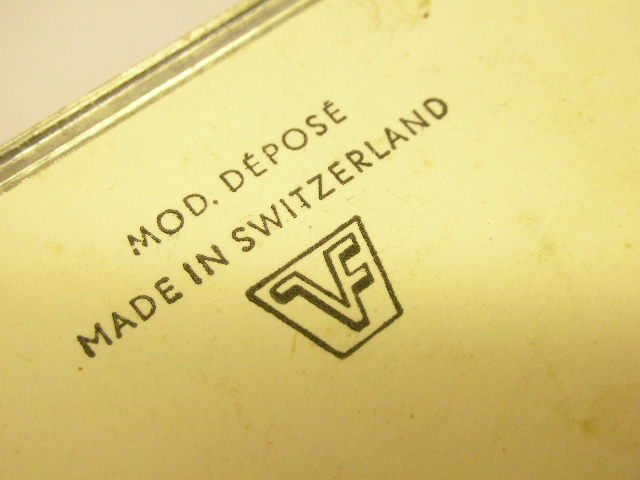 MOD. DÉPOSÉ
MADE IN SWITZERLAND
VF